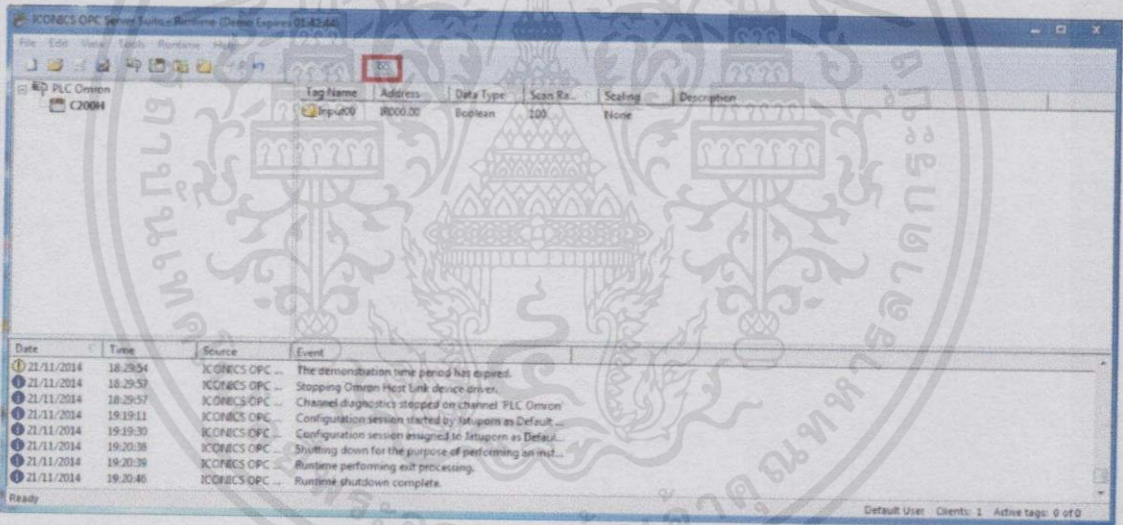 ICONICS OPC Server Suite - Runtime (Demo Expires 01:42:44)
File Edit View Tools Runtime Help
PLC Omron
C200H
Tag Name Address Data Type Scan Ra... Scaling Description
Input00 IR000.00 Boolean 100 None
Date Time Source Event
21/11/2014 18:29:54 ICONICS OPC ... The demonstration time period has expired.
21/11/2014 18:29:57 ICONICS OPC ... Stopping Omron Host Link device driver.
21/11/2014 18:29:57 ICONICS OPC ... Channel diagnostics stopped on channel 'PLC Omron'
21/11/2014 19:19:11 ICONICS OPC ... Configuration session started by Jatuporn as Default ...
21/11/2014 19:19:30 ICONICS OPC ... Configuration session assigned to Jatuporn as Defaul...
21/11/2014 19:20:38 ICONICS OPC ... Shutting down for the purpose of performing an inst...
21/11/2014 19:20:39 ICONICS OPC ... Runtime performing exit processing.
21/11/2014 19:20:46 ICONICS OPC ... Runtime shutdown complete.
Ready
Default User Clients: 1 Active tags: 0 of 0